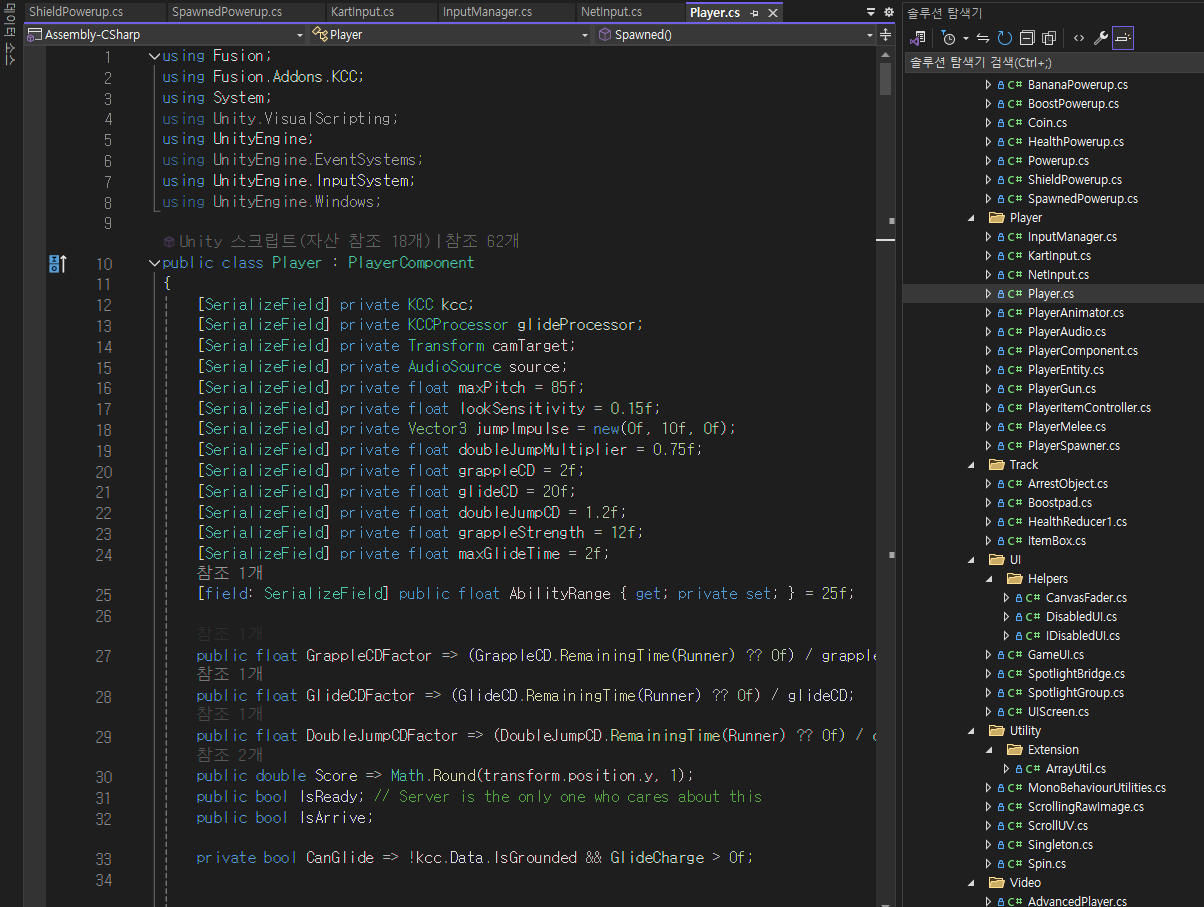 데이터 소스
ShieldPowerup.cs
SpawnedPowerup.cs
KartInput.cs
InputManager.cs
NetInput.cs
Player.cs
Assembly-CSharp
Player
Spawned()
1 using Fusion;
2 using Fusion.Addons.KCC;
3 using System;
4 using Unity.VisualScripting;
5 using UnityEngine;
6 using UnityEngine.EventSystems;
7 using UnityEngine.InputSystem;
8 using UnityEngine.Windows;
9
Unity 스크립트(자산 참조 18개)|참조 62개
10 public class Player : PlayerComponent
11 {
12 [SerializeField] private KCC kcc;
13 [SerializeField] private KCCProcessor glideProcessor;
14 [SerializeField] private Transform camTarget;
15 [SerializeField] private AudioSource source;
16 [SerializeField] private float maxPitch = 85f;
17 [SerializeField] private float lookSensitivity = 0.15f;
18 [SerializeField] private Vector3 jumpImpulse = new(0f, 10f, 0f);
19 [SerializeField] private float doubleJumpMultiplier = 0.75f;
20 [SerializeField] private float grappleCD = 2f;
21 [SerializeField] private float glideCD = 20f;
22 [SerializeField] private float doubleJumpCD = 1.2f;
23 [SerializeField] private float grappleStrength = 12f;
24 [SerializeField] private float maxGlideTime = 2f;
참조 1개
25 [field: SerializeField] public float AbilityRange { get; private set; } = 25f;
26
참조 1개
27 public float GrappleCDFactor => (GrappleCD.RemainingTime(Runner) ?? 0f) / grapple
참조 1개
28 public float GlideCDFactor => (GlideCD.RemainingTime(Runner) ?? 0f) / glideCD;
참조 1개
29 public float DoubleJumpCDFactor => (DoubleJumpCD.RemainingTime(Runner) ?? 0f) / d
참조 2개
30 public double Score => Math.Round(transform.position.y, 1);
31 public bool IsReady; // Server is the only one who cares about this
32 public bool IsArrive;
33 private bool CanGlide => !kcc.Data.IsGrounded && GlideCharge > 0f;
34
솔루션 탐색기
솔루션 탐색기 검색(Ctrl+;)
C# BananaPowerup.cs
C# BoostPowerup.cs
C# Coin.cs
C# HealthPowerup.cs
C# Powerup.cs
C# ShieldPowerup.cs
C# SpawnedPowerup.cs
Player
C# InputManager.cs
C# KartInput.cs
C# NetInput.cs
C# Player.cs
C# PlayerAnimator.cs
C# PlayerAudio.cs
C# PlayerComponent.cs
C# PlayerEntity.cs
C# PlayerGun.cs
C# PlayerItemController.cs
C# PlayerMelee.cs
C# PlayerSpawner.cs
Track
C# ArrestObject.cs
C# Boostpad.cs
C# HealthReducer1.cs
C# ItemBox.cs
UI
Helpers
C# CanvasFader.cs
C# DisabledUI.cs
C# IDisabledUI.cs
C# GameUI.cs
C# SpotlightBridge.cs
C# SpotlightGroup.cs
C# UIScreen.cs
Utility
Extension
C# ArrayUtil.cs
C# MonoBehaviourUtilities.cs
C# ScrollingRawImage.cs
C# ScrollUV.cs
C# Singleton.cs
C# Spin.cs
Video
C# AdvancedPlayer.cs